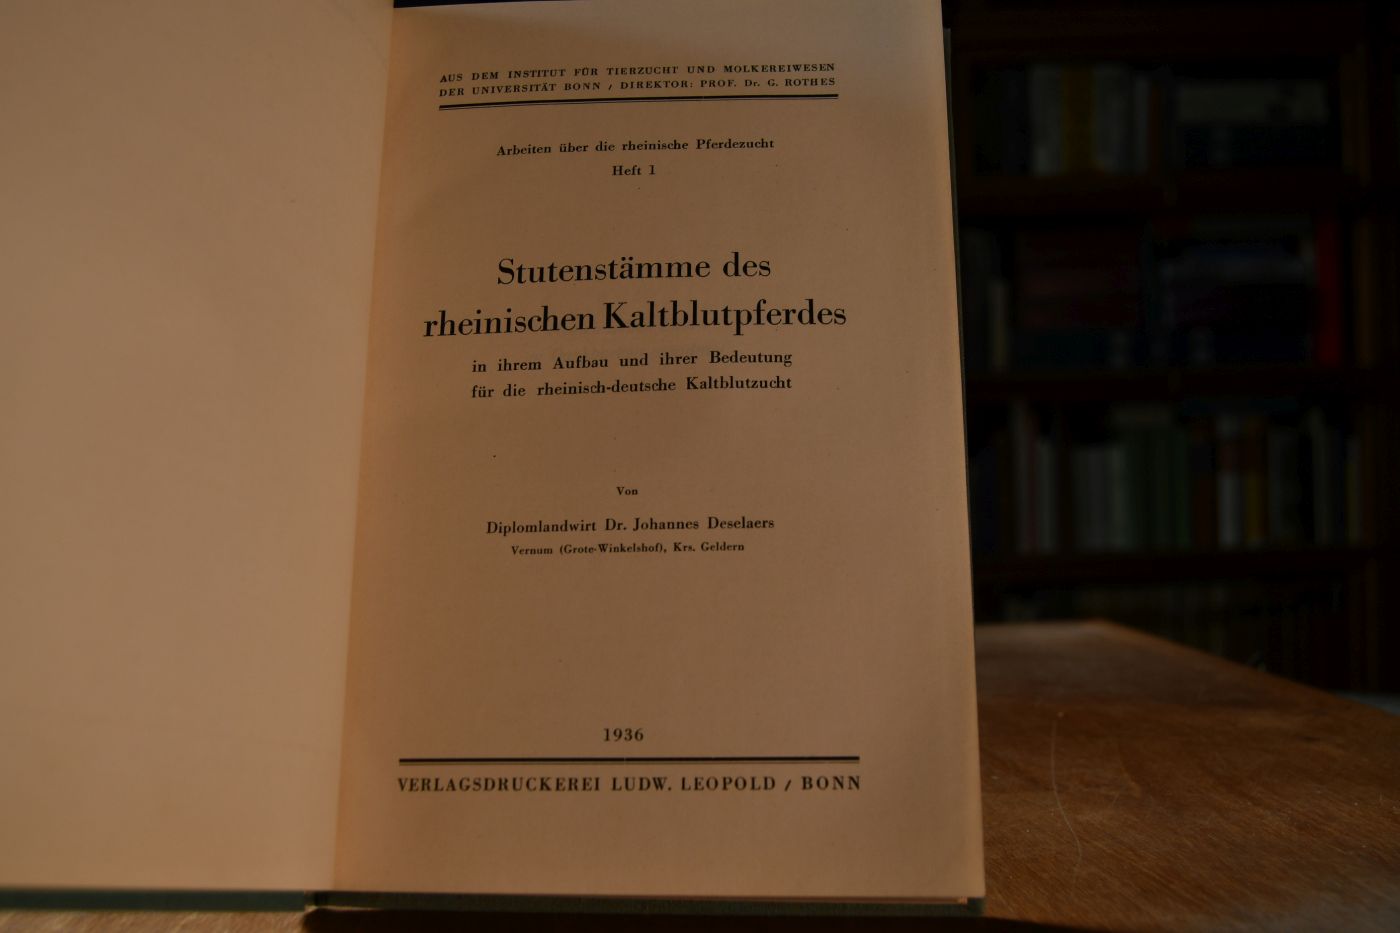 AUS DEM INSTITUT FÜR TIERZUCHT UND MOLKEREIWESEN
DER UNIVERSITÄT BONN / DIREKTOR: PROF. Dr. G. ROTHES
Arbeiten über die rheinische Pferdezucht
Heft 1
Stutenstämme des
rheinischen Kaltblutpferdes
in ihrem Aufbau und ihrer Bedeutung
für die rheinisch-deutsche Kaltblutzucht
Von
Diplomlandwirt Dr. Johannes Deselaers
Vernum (Grote-Winkelshof), Krs. Geldern
1936
VERLAGSDRUCKEREI LUDW. LEOPOLD / BONN